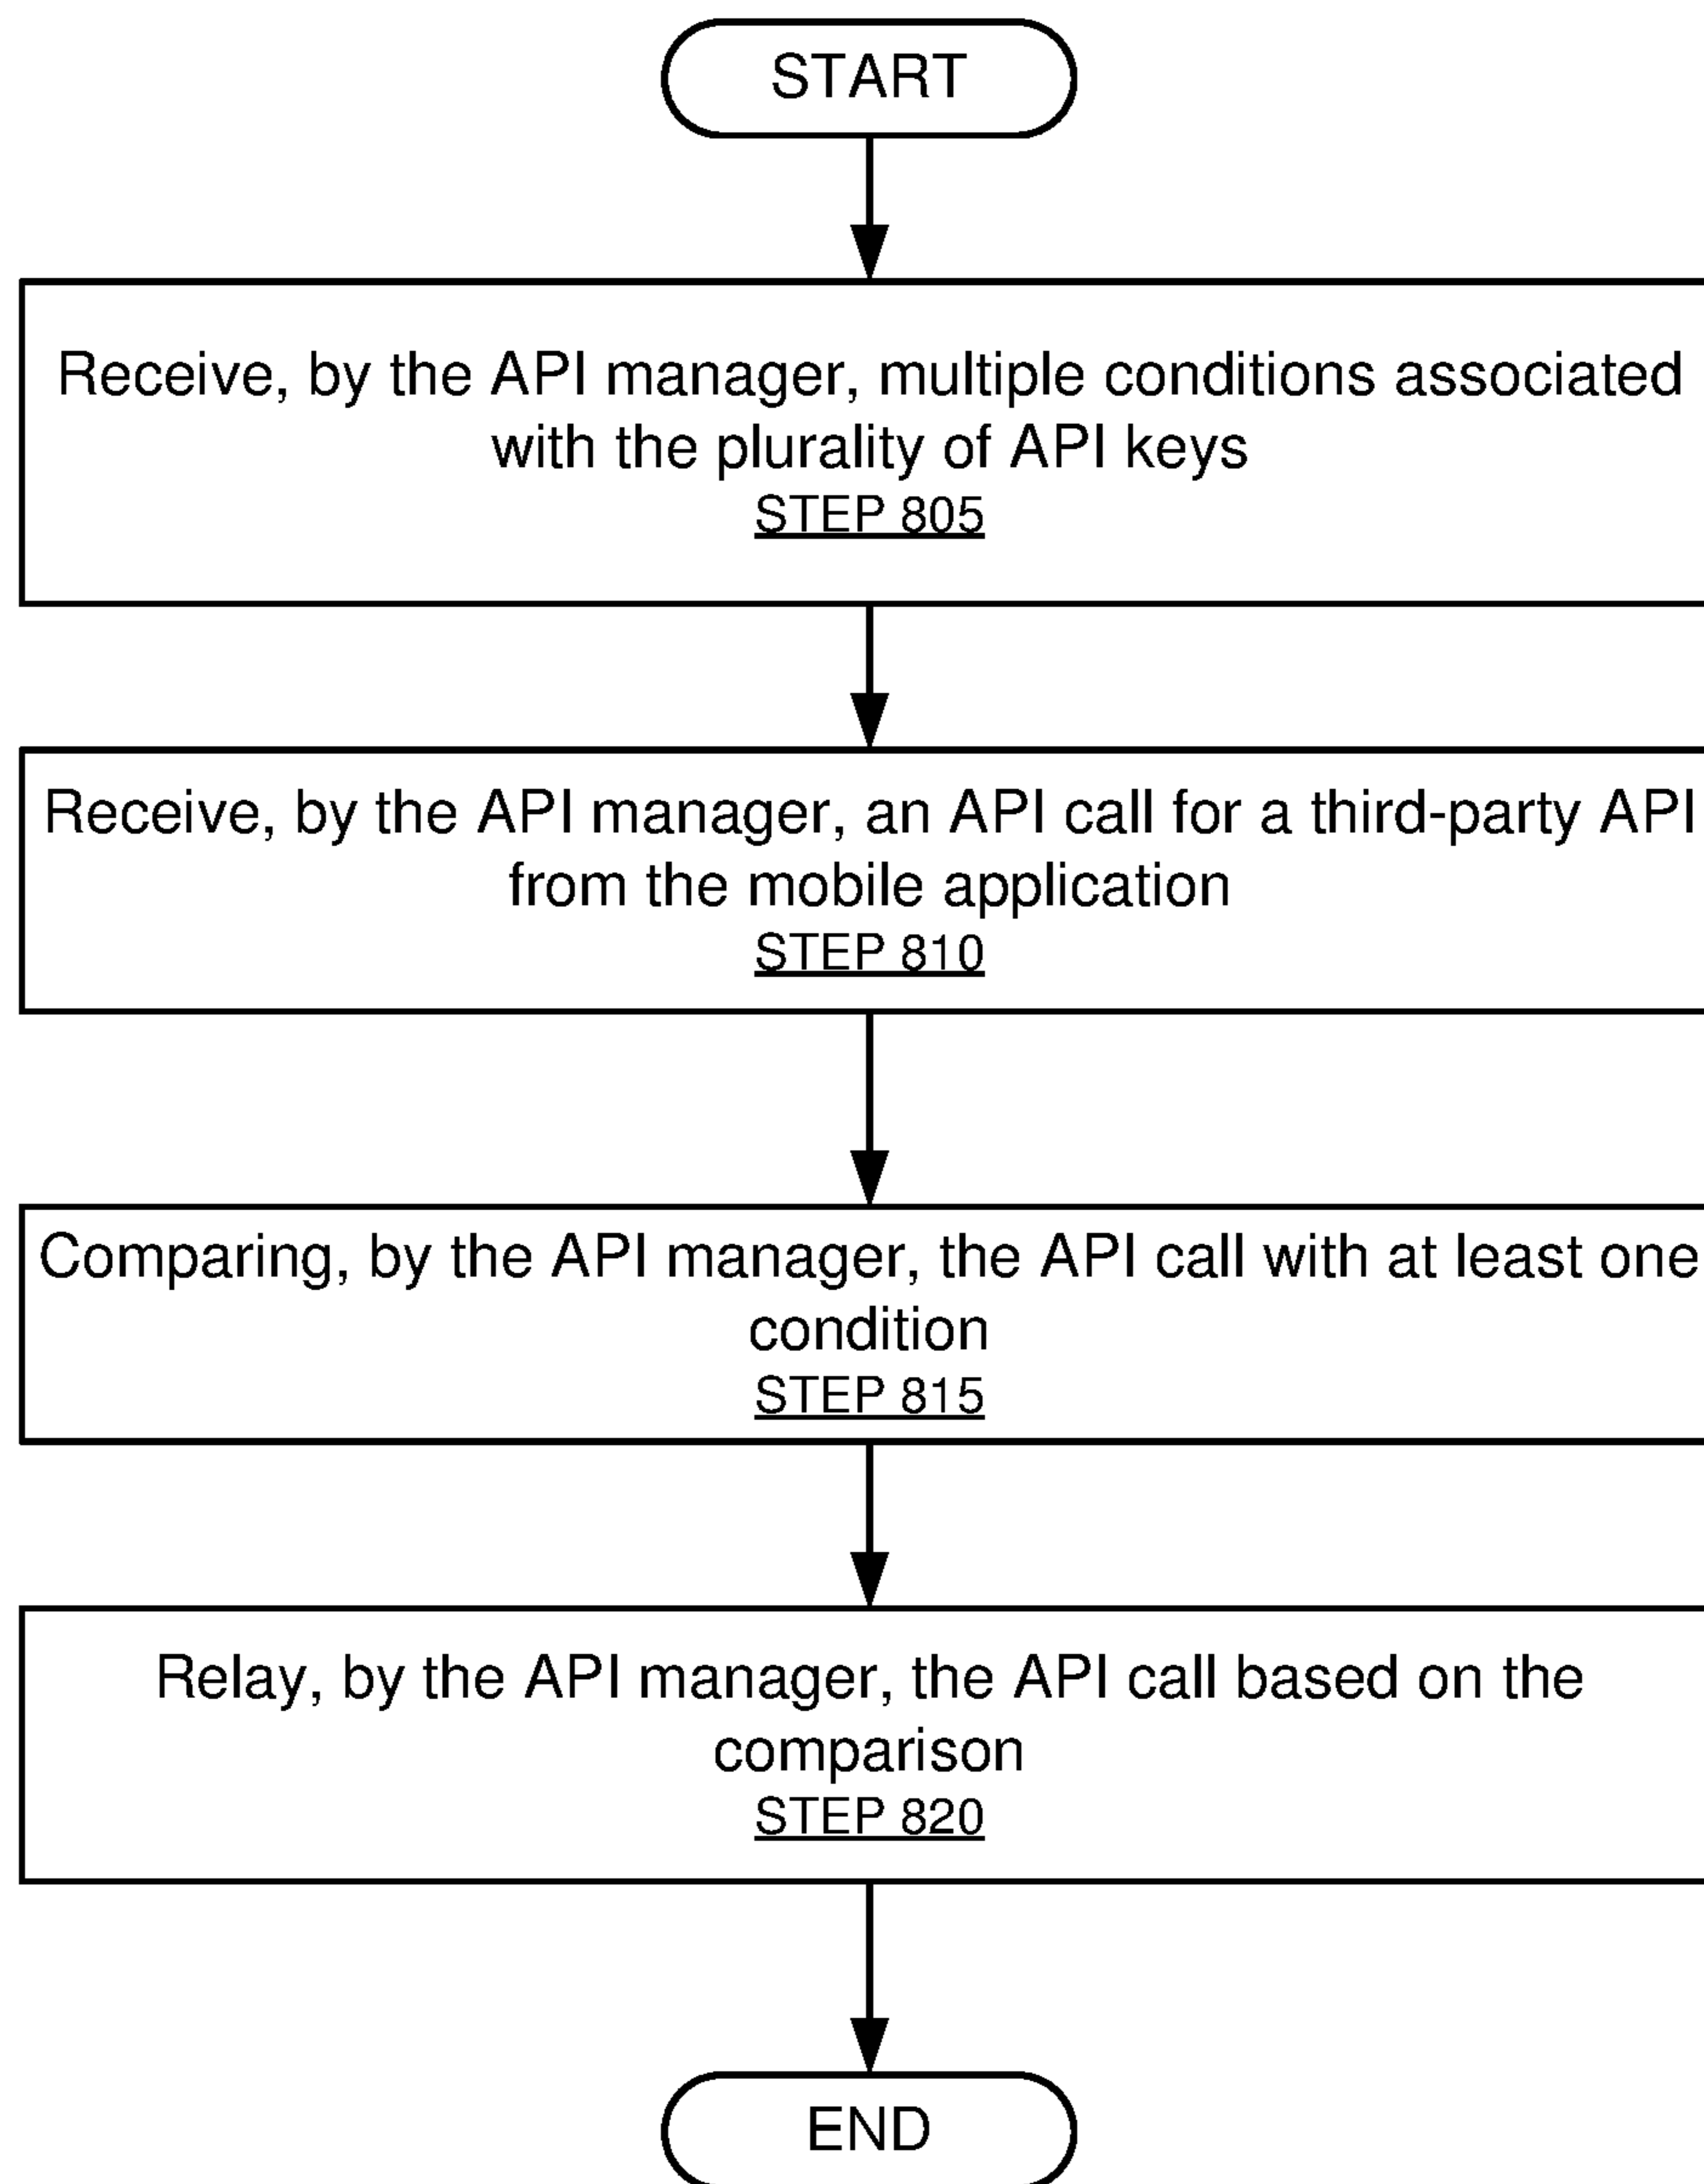 START
Receive, by the API manager, multiple conditions associated
with the plurality of API keys
STEP 805
Receive, by the API manager, an API call for a third-party API
from the mobile application
STEP 810
Comparing, by the API manager, the API call with at least one
condition
STEP 815
Relay, by the API manager, the API call based on the
comparison
STEP 820
END